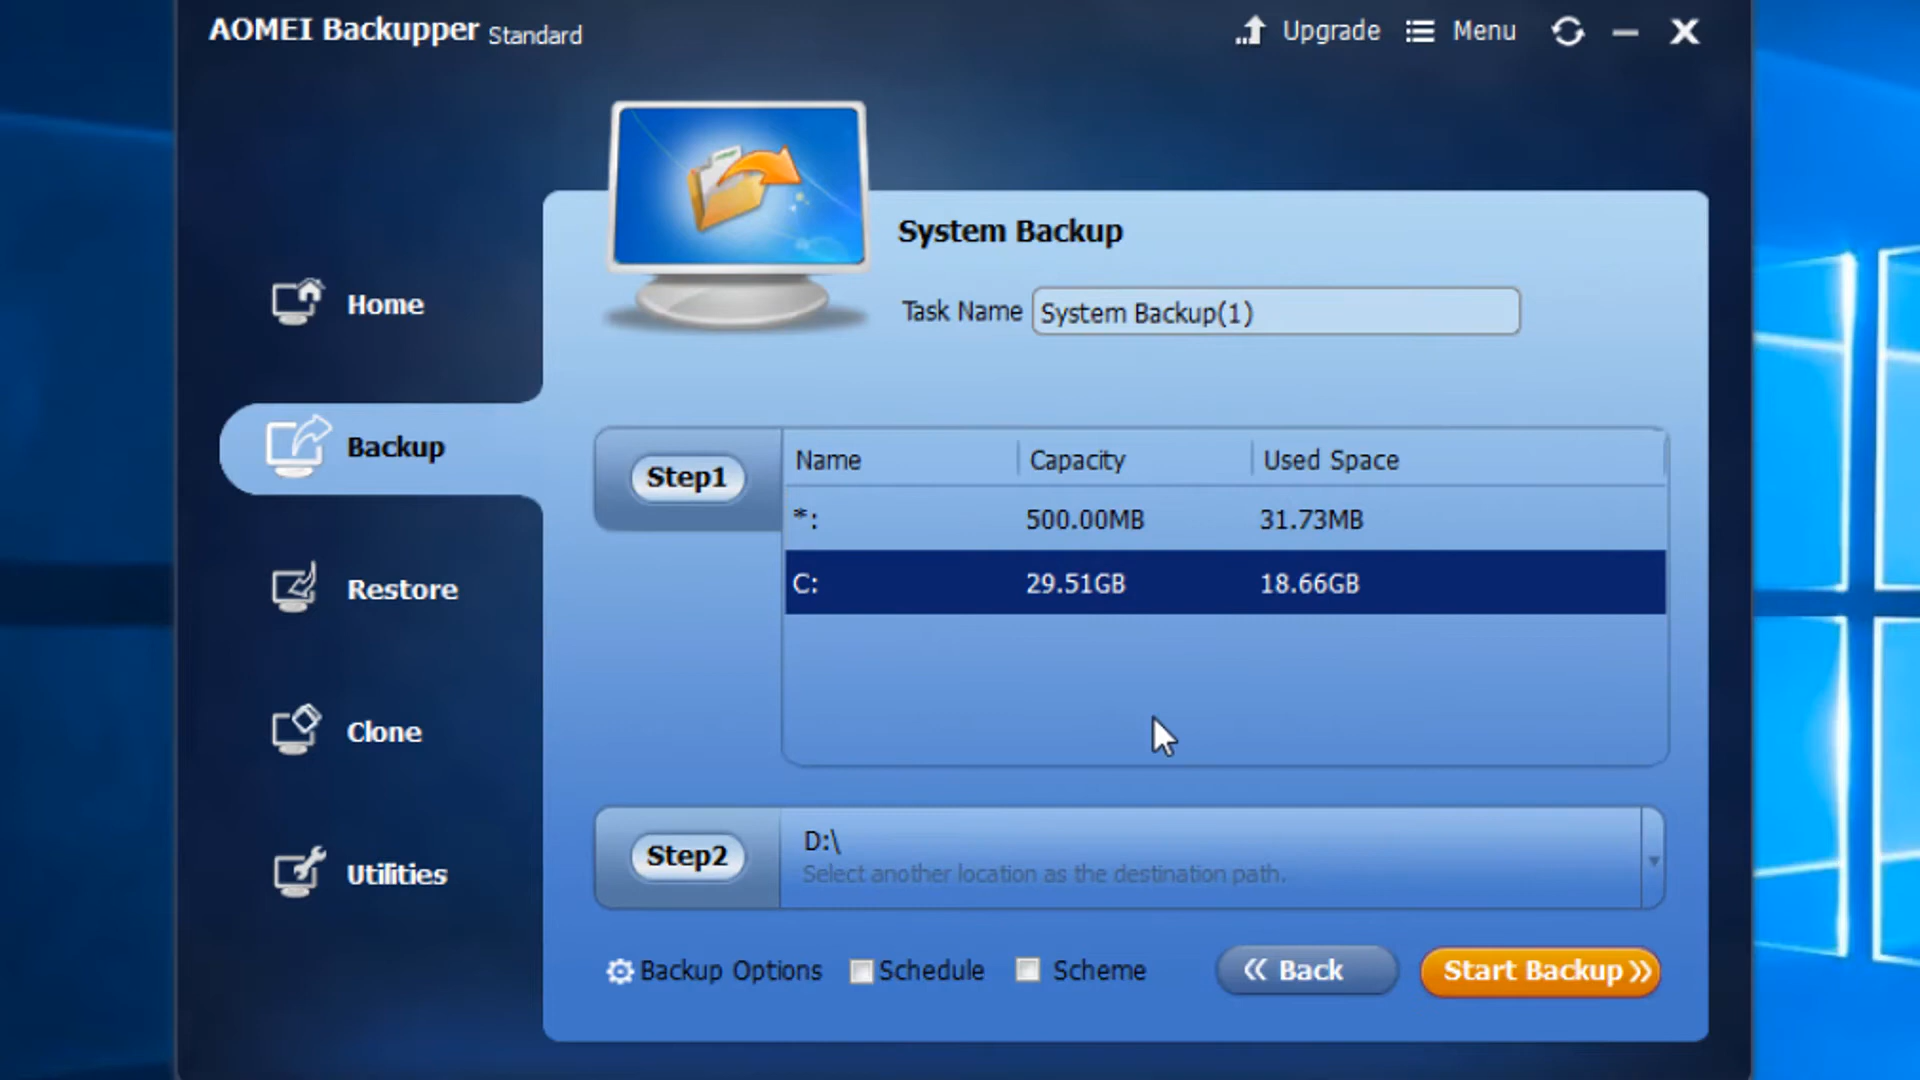 AOMEI Backupper Standard
Upgrade Menu
System Backup
Task Name System Backup(1)
Home
Backup
Restore
Clone
Utilities
Step1
Name Capacity Used Space
*: 500.00MB 31.73MB
C: 29.51GB 18.66GB
Step2
D:\
Select another location as the destination path.
Backup Options Schedule Scheme
Back Start Backup